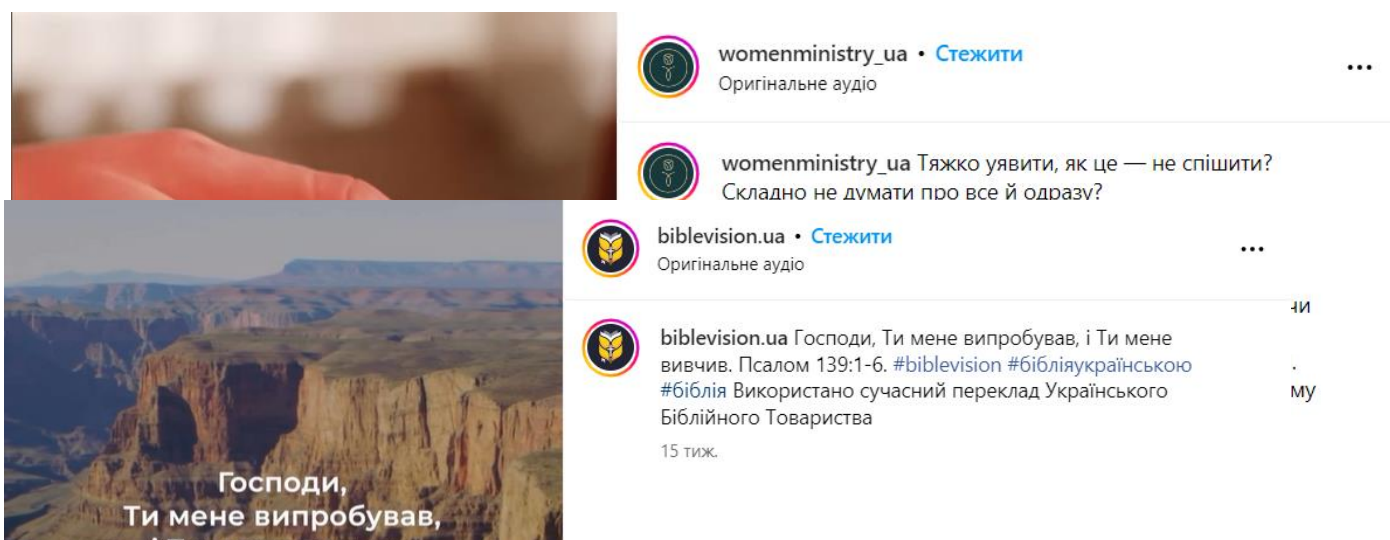 womenministry_ua • Стежити
Оригінальне аудіо
womenministry_ua Тяжко уявити, як це — не спішити?
Складно не думати про все й одразу?
biblevision.ua • Стежити
Оригінальне аудіо
biblevision.ua Господи, Ти мене випробував, і Ти мене
вивчив. Псалом 139:1-6. #biblevision #бібліяукраїнською
#біблія Використано сучасний переклад Українського
Біблійного Товариства
15 тиж.
му
Господи,
Ти мене випробував,